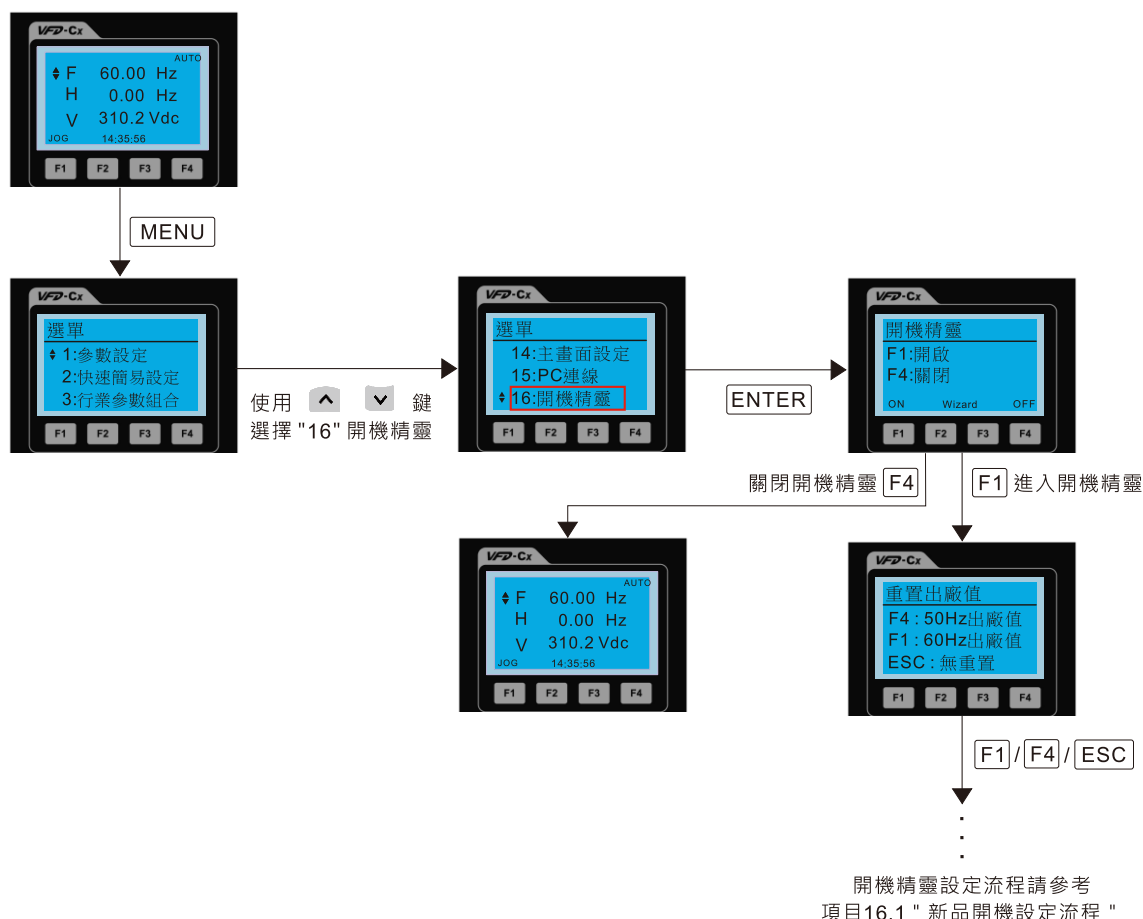 VFD-Cx
AUTO
F 60.00 Hz
H 0.00 Hz
V 310.2 Vdc
JOG 14:35:56
F1 F2 F3 F4
MENU
VFD-Cx
選單
1:參數設定
2:快速簡易設定
3:行業參數組合
F1 F2 F3 F4
使用 鍵
選擇 "16" 開機精靈
VFD-Cx
選單
14:主畫面設定
15:PC連線
16:開機精靈
F1 F2 F3 F4
ENTER
VFD-Cx
開機精靈
F1:開啟
F4:關閉
ON Wizard OFF
F1 F2 F3 F4
關閉開機精靈 F4
F1 進入開機精靈
VFD-Cx
AUTO
F 60.00 Hz
H 0.00 Hz
V 310.2 Vdc
JOG 14:35:56
F1 F2 F3 F4
VFD-Cx
重置出廠值
F4 : 50Hz出廠值
F1 : 60Hz出廠值
ESC : 無重置
F1 F2 F3 F4
F1 / F4 / ESC
開機精靈設定流程請參考
項目16.1 " 新品開機設定流程 "